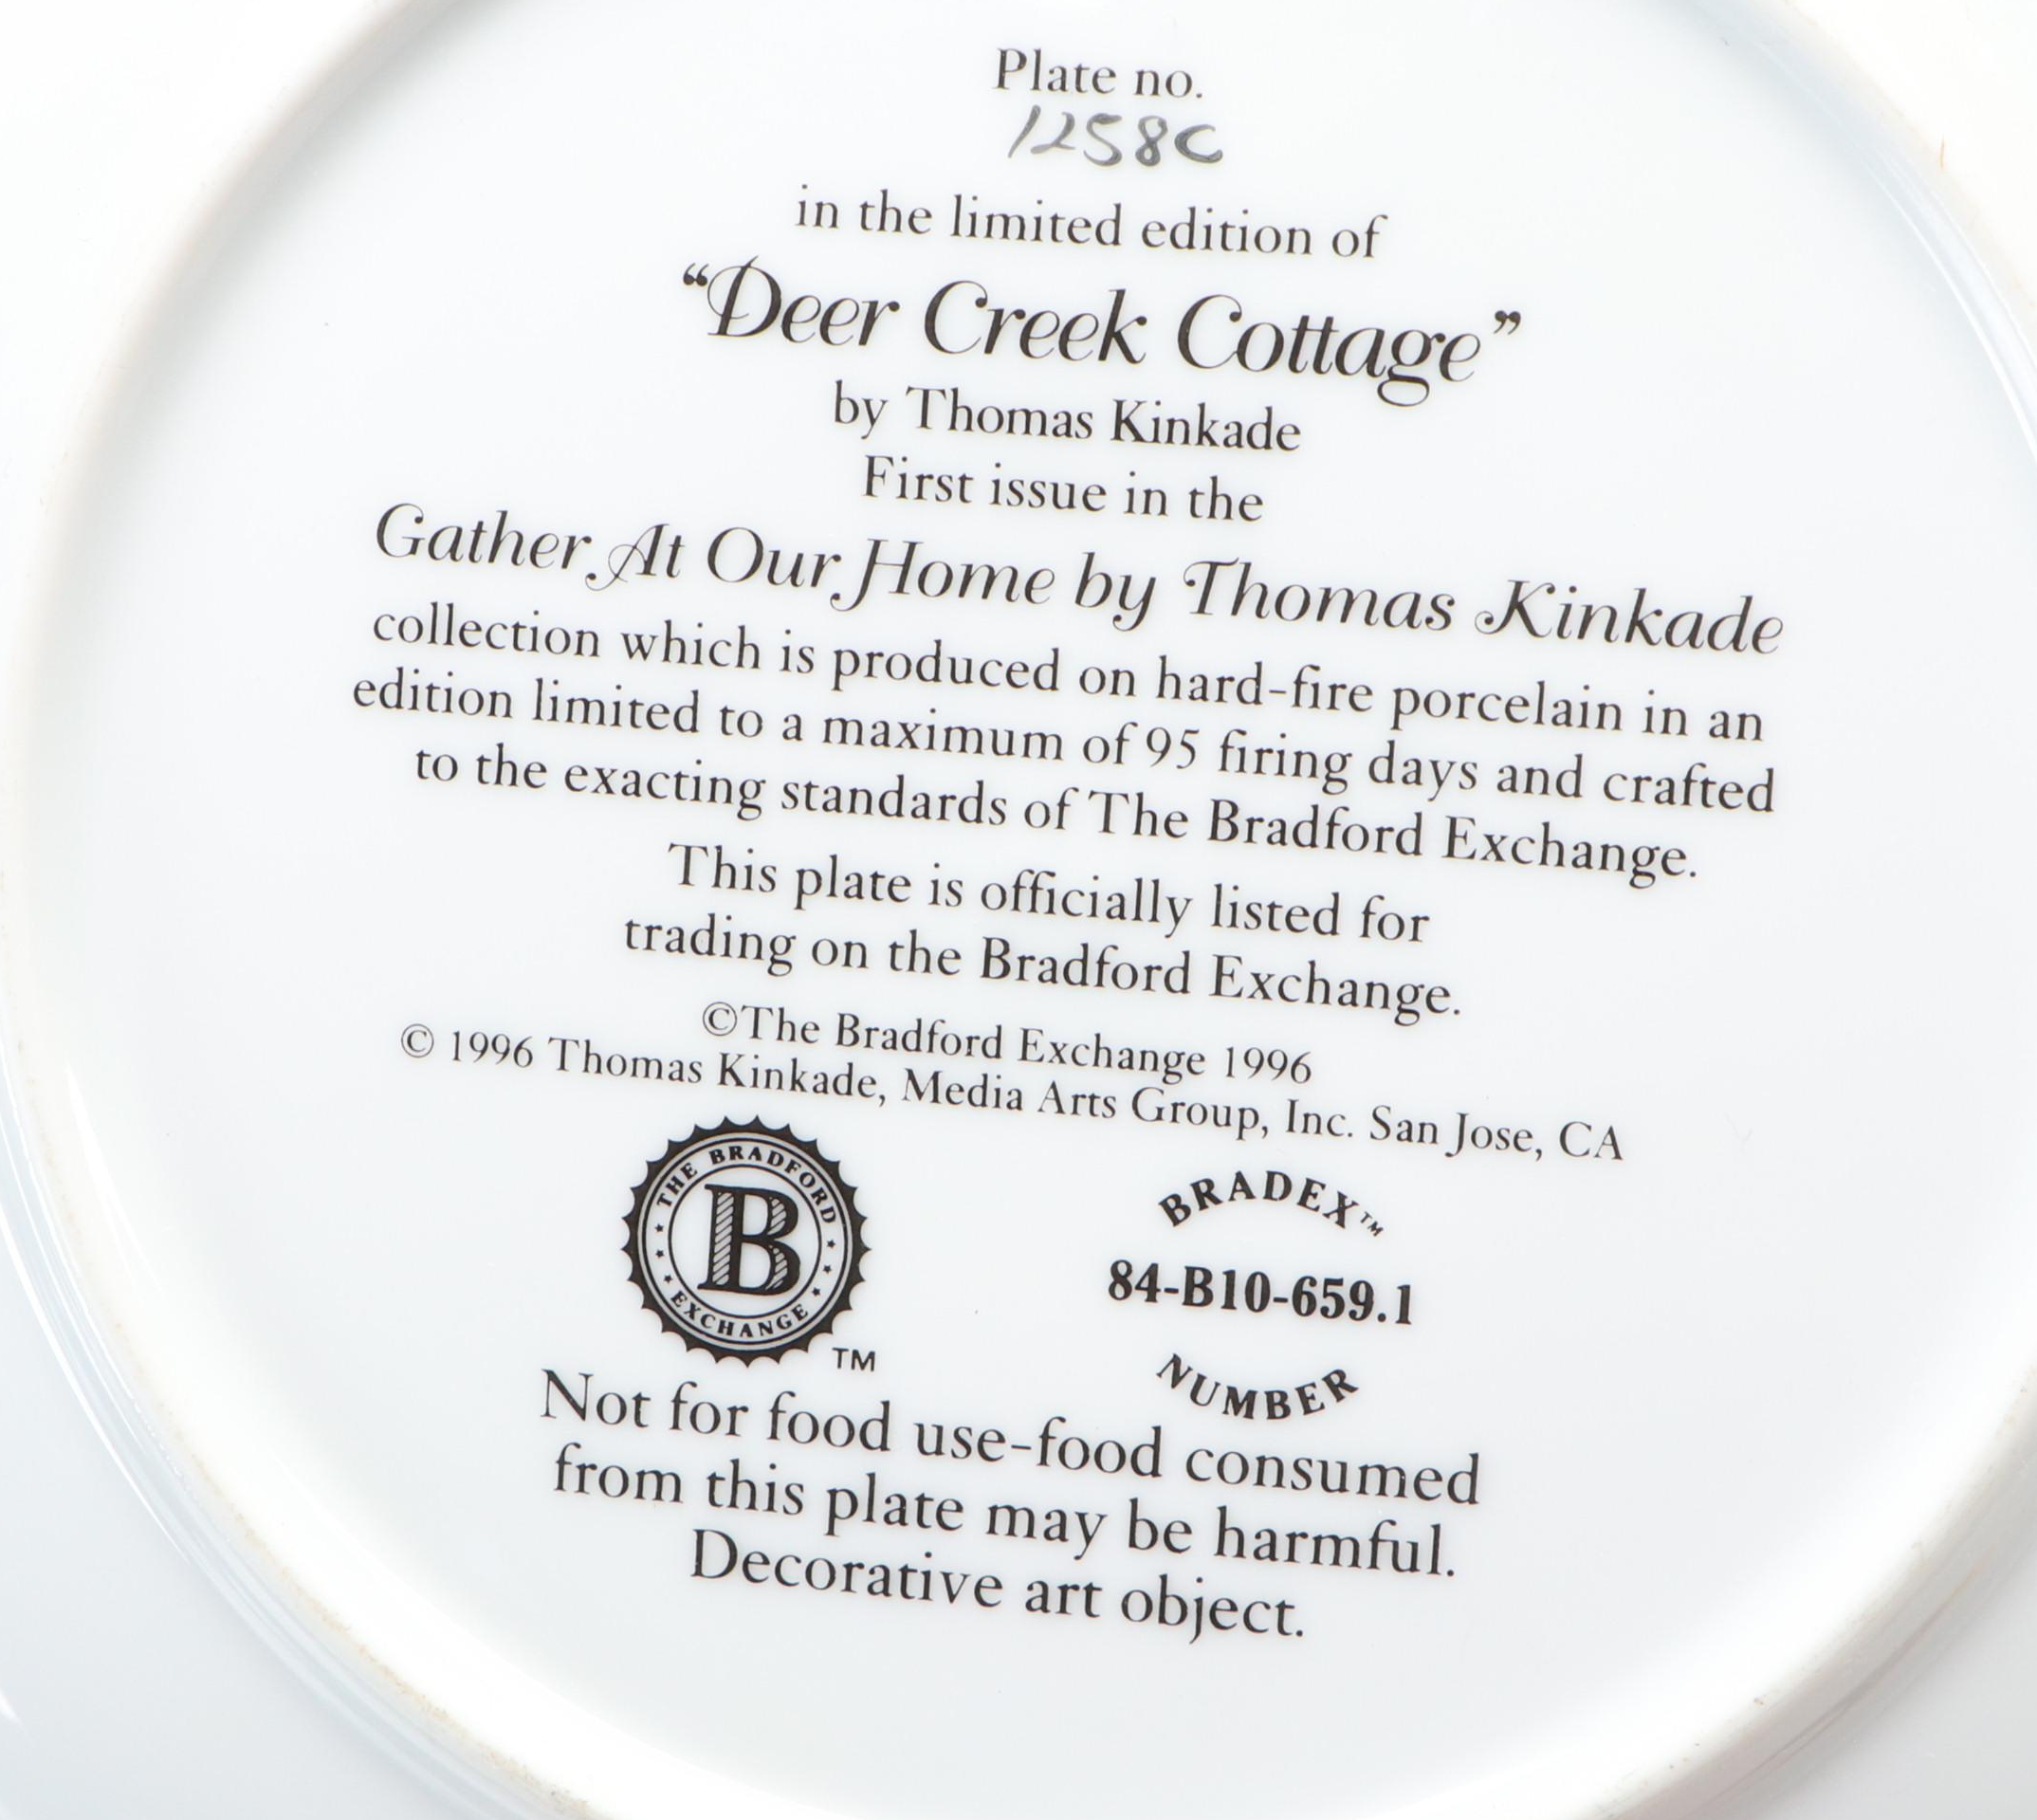 Plate no.
1258C
in the limited edition of
“Deer Creek Cottage”
by Thomas Kinkade
First issue in the
Gather At Our Home by Thomas Kinkade
collection which is produced on hard-fire porcelain in an
edition limited to a maximum of 95 firing days and crafted
to the exacting standards of The Bradford Exchange.
This plate is officially listed for
trading on the Bradford Exchange.
©The Bradford Exchange 1996
© 1996 Thomas Kinkade, Media Arts Group, Inc. San Jose, CA
THE BRADFORD
B
EXCHANGE
TM
BRADEX™
84-B10-659.1
NUMBER
Not for food use-food consumed
from this plate may be harmful.
Decorative art object.